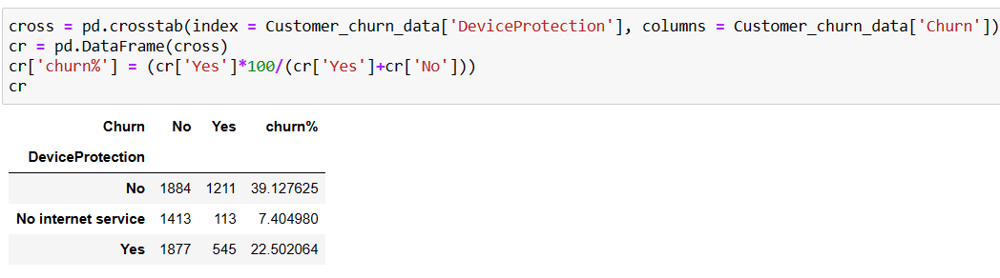 cross = pd.crosstab(index = Customer_churn_data['DeviceProtection'], columns = Customer_churn_data['Churn'])
cr = pd.DataFrame(cross)
cr['churn%'] = (cr['Yes']*100/(cr['Yes']+cr['No']))
cr
Churn No Yes churn%
DeviceProtection
No 1884 1211 39.127625
No internet service 1413 113 7.404980
Yes 1877 545 22.502064